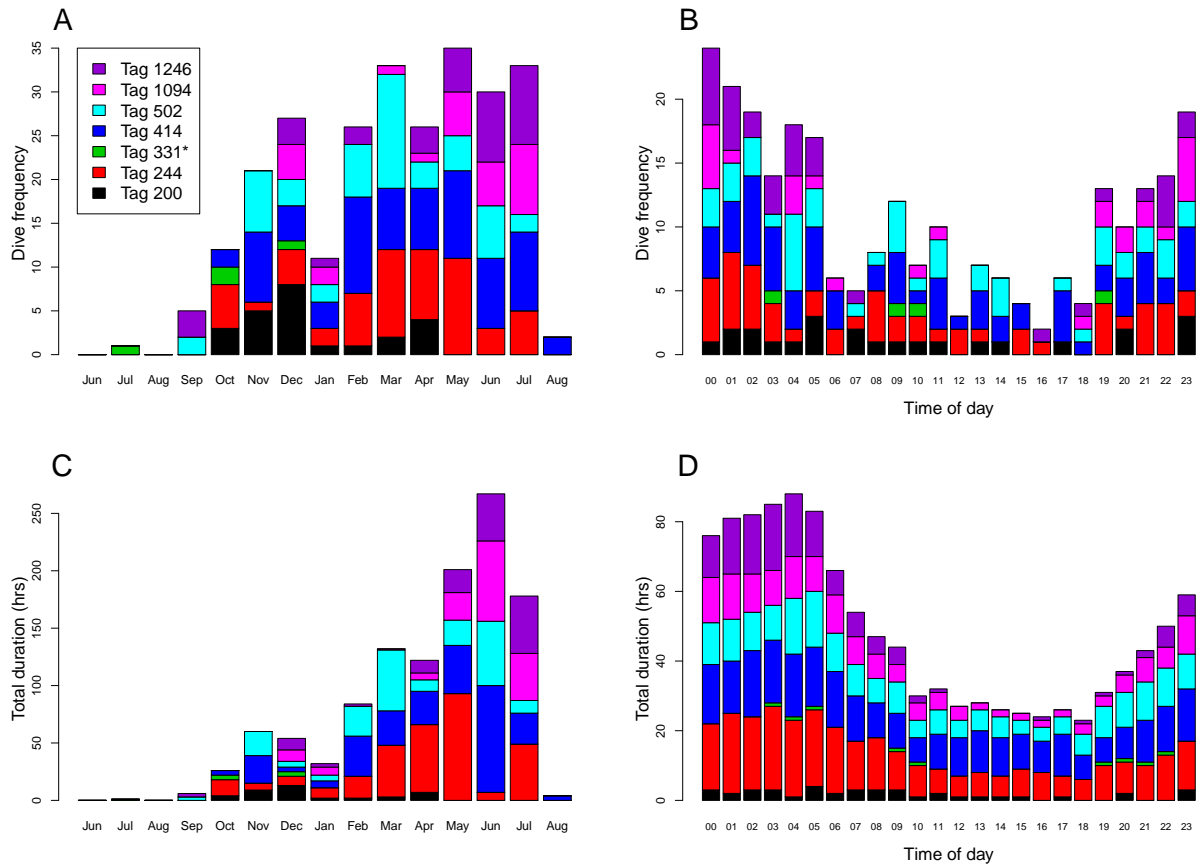 A
Dive frequency
0 5 10 15 20 25 30 35
Tag 1246
Tag 1094
Tag 502
Tag 414
Tag 331*
Tag 244
Tag 200
Jun Jul Aug Sep Oct Nov Dec Jan Feb Mar Apr May Jun Jul Aug
B
Dive frequency
0 5 10 15 20
00 01 02 03 04 05 06 07 08 09 10 11 12 13 14 15 16 17 18 19 20 21 22 23
Time of day
C
Total duration (hrs)
0 50 100 150 200 250
Jun Jul Aug Sep Oct Nov Dec Jan Feb Mar Apr May Jun Jul Aug
D
Total duration (hrs)
0 20 40 60 80
00 01 02 03 04 05 06 07 08 09 10 11 12 13 14 15 16 17 18 19 20 21 22 23
Time of day